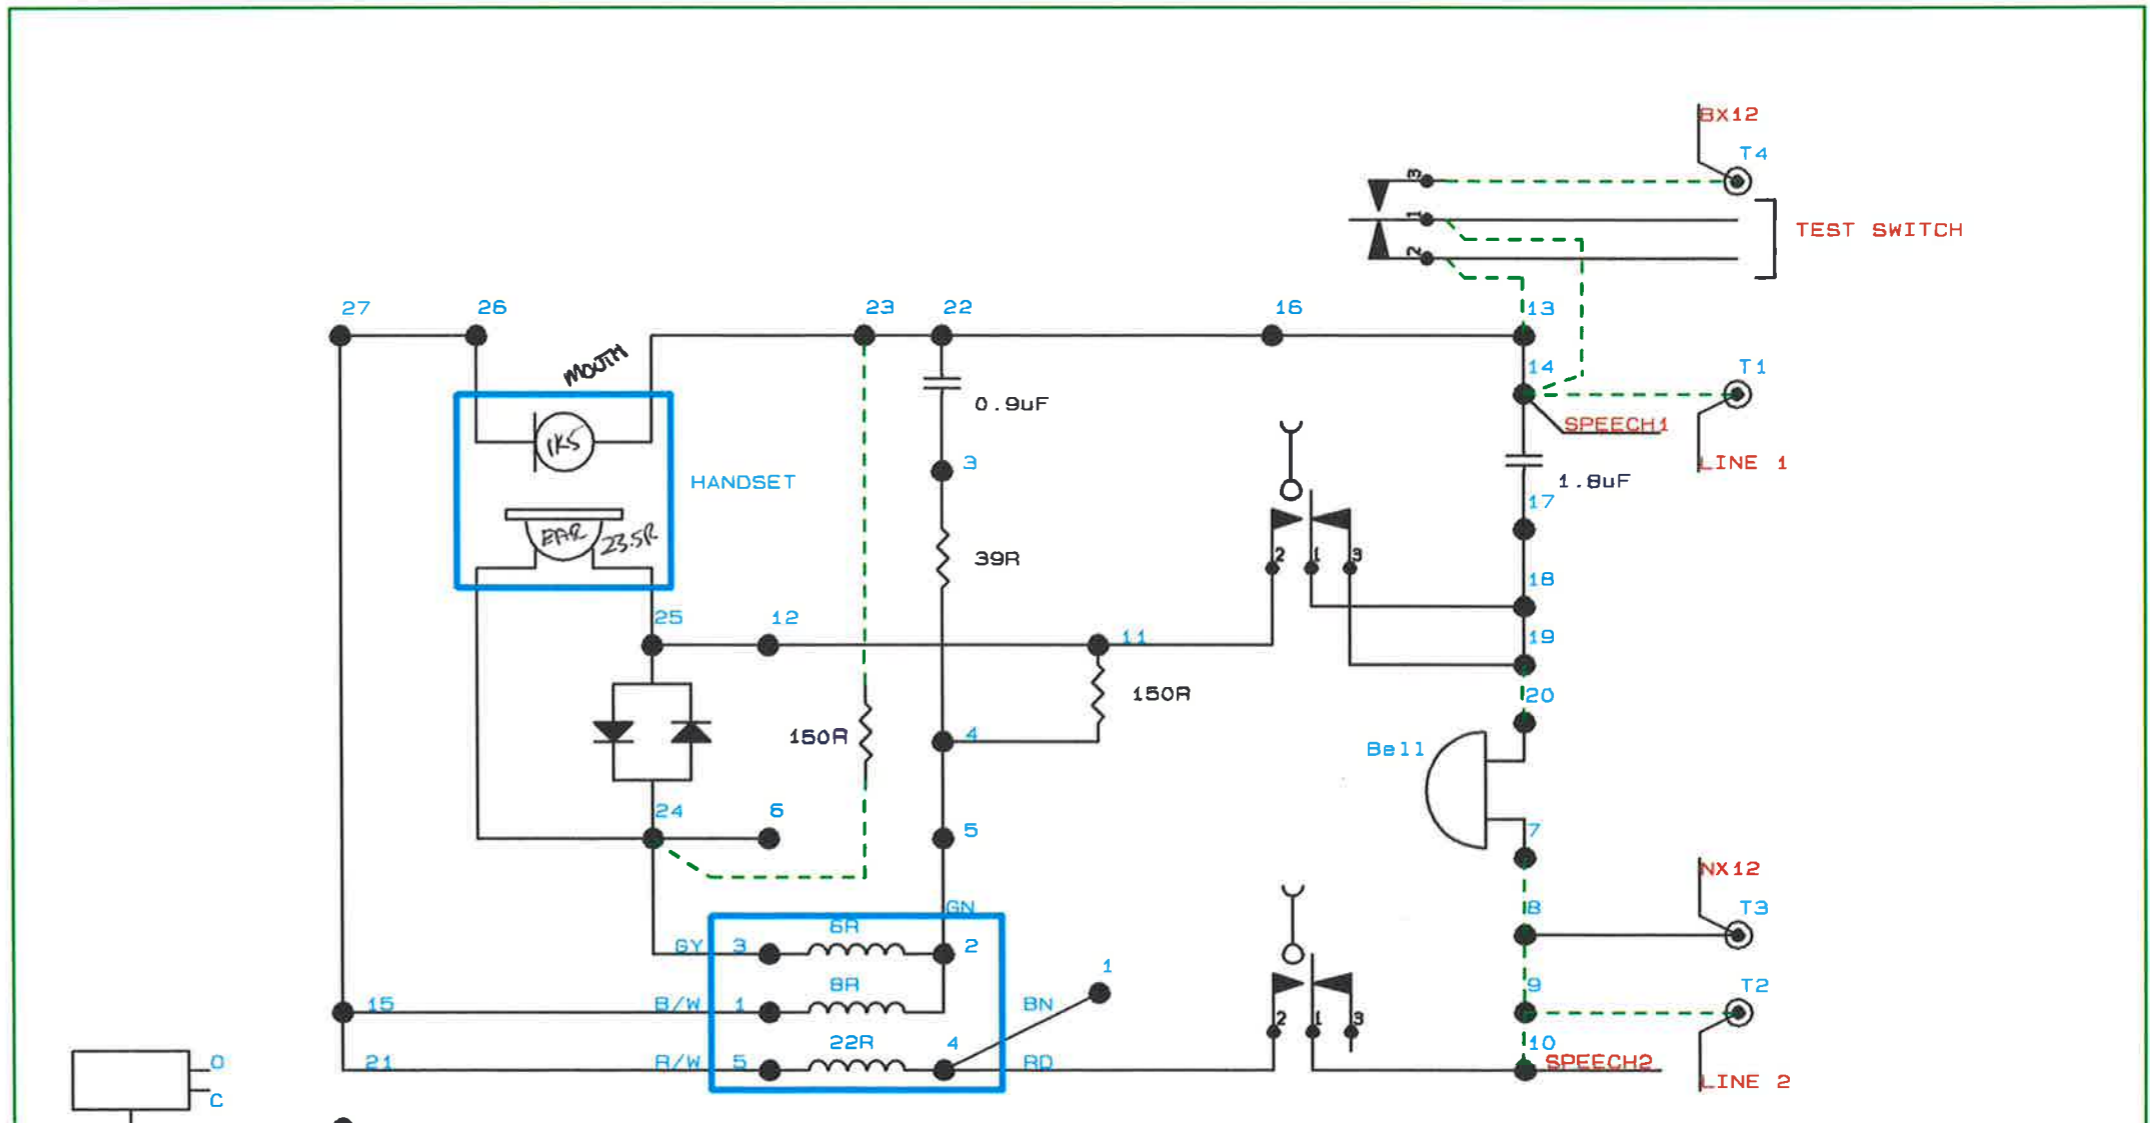 BX12
T4
3
1
TEST SWITCH
2
27
26
23
22
16
13
MOUTH
14
T1
0.9uF
SPEECH1
1K5
3
LINE 1
HANDSET
1.8uF
17
EAR
23.5R
39R
2
1
3
18
25
12
11
19
150R
20
150R
4
Bell
24
6
5
7
NX12
GN
8
T3
6R
GY
3
2
1
8R
9
T2
15
B/W
1
BN
2
1
3
22R
4
10
O
21
R/W
5
RD
SPEECH2
LINE 2
C